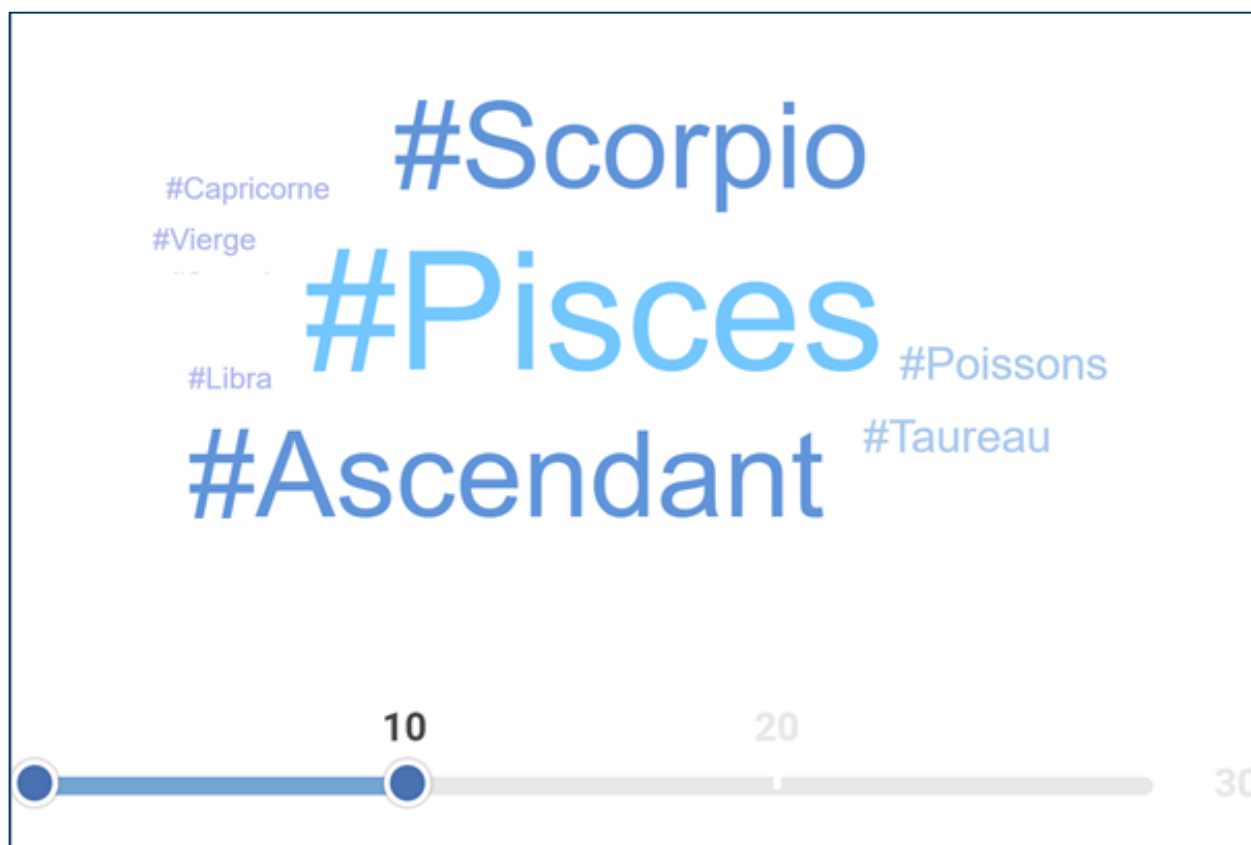 #Scorpio
#Capricorne
#Vierge
#Pisces
#Poissons
#Libra
#Taureau
#Ascendant
10
20
30